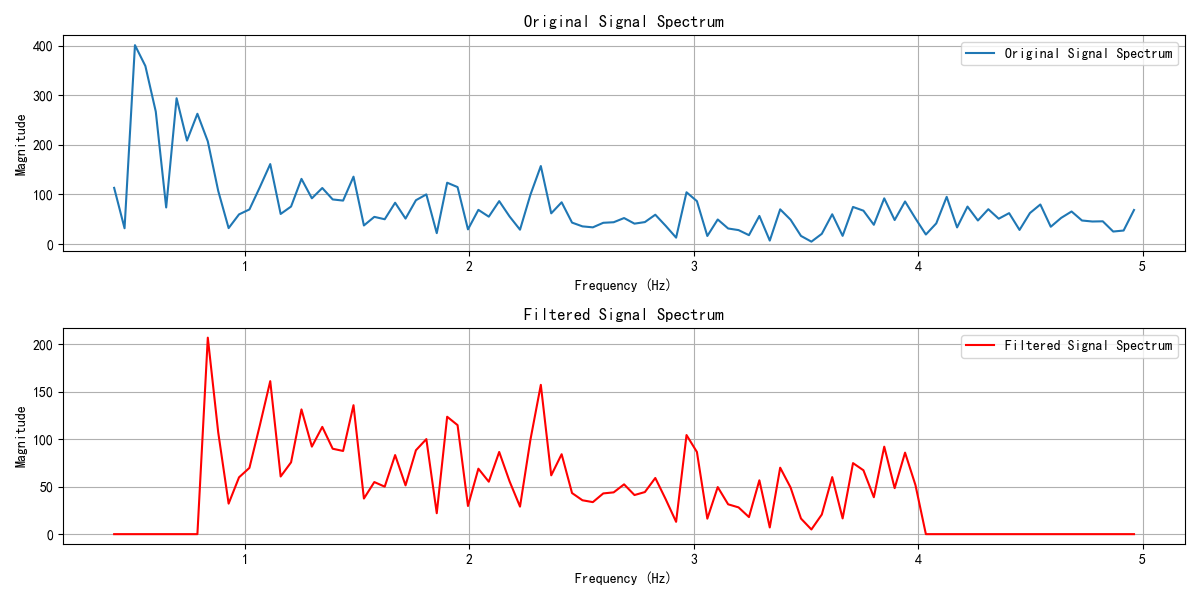 Original Signal Spectrum
400
300
200
100
0
Magnitude
Original Signal Spectrum
1 2 3 4 5
Frequency (Hz)
Filtered Signal Spectrum
200
150
100
50
0
Magnitude
Filtered Signal Spectrum
1 2 3 4 5
Frequency (Hz)